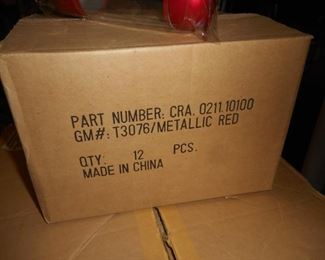 PART NUMBER: CRA. 0211.10100
GM#: T3076/METALLIC RED
QTY. 12 PCS.
MADE IN CHINA